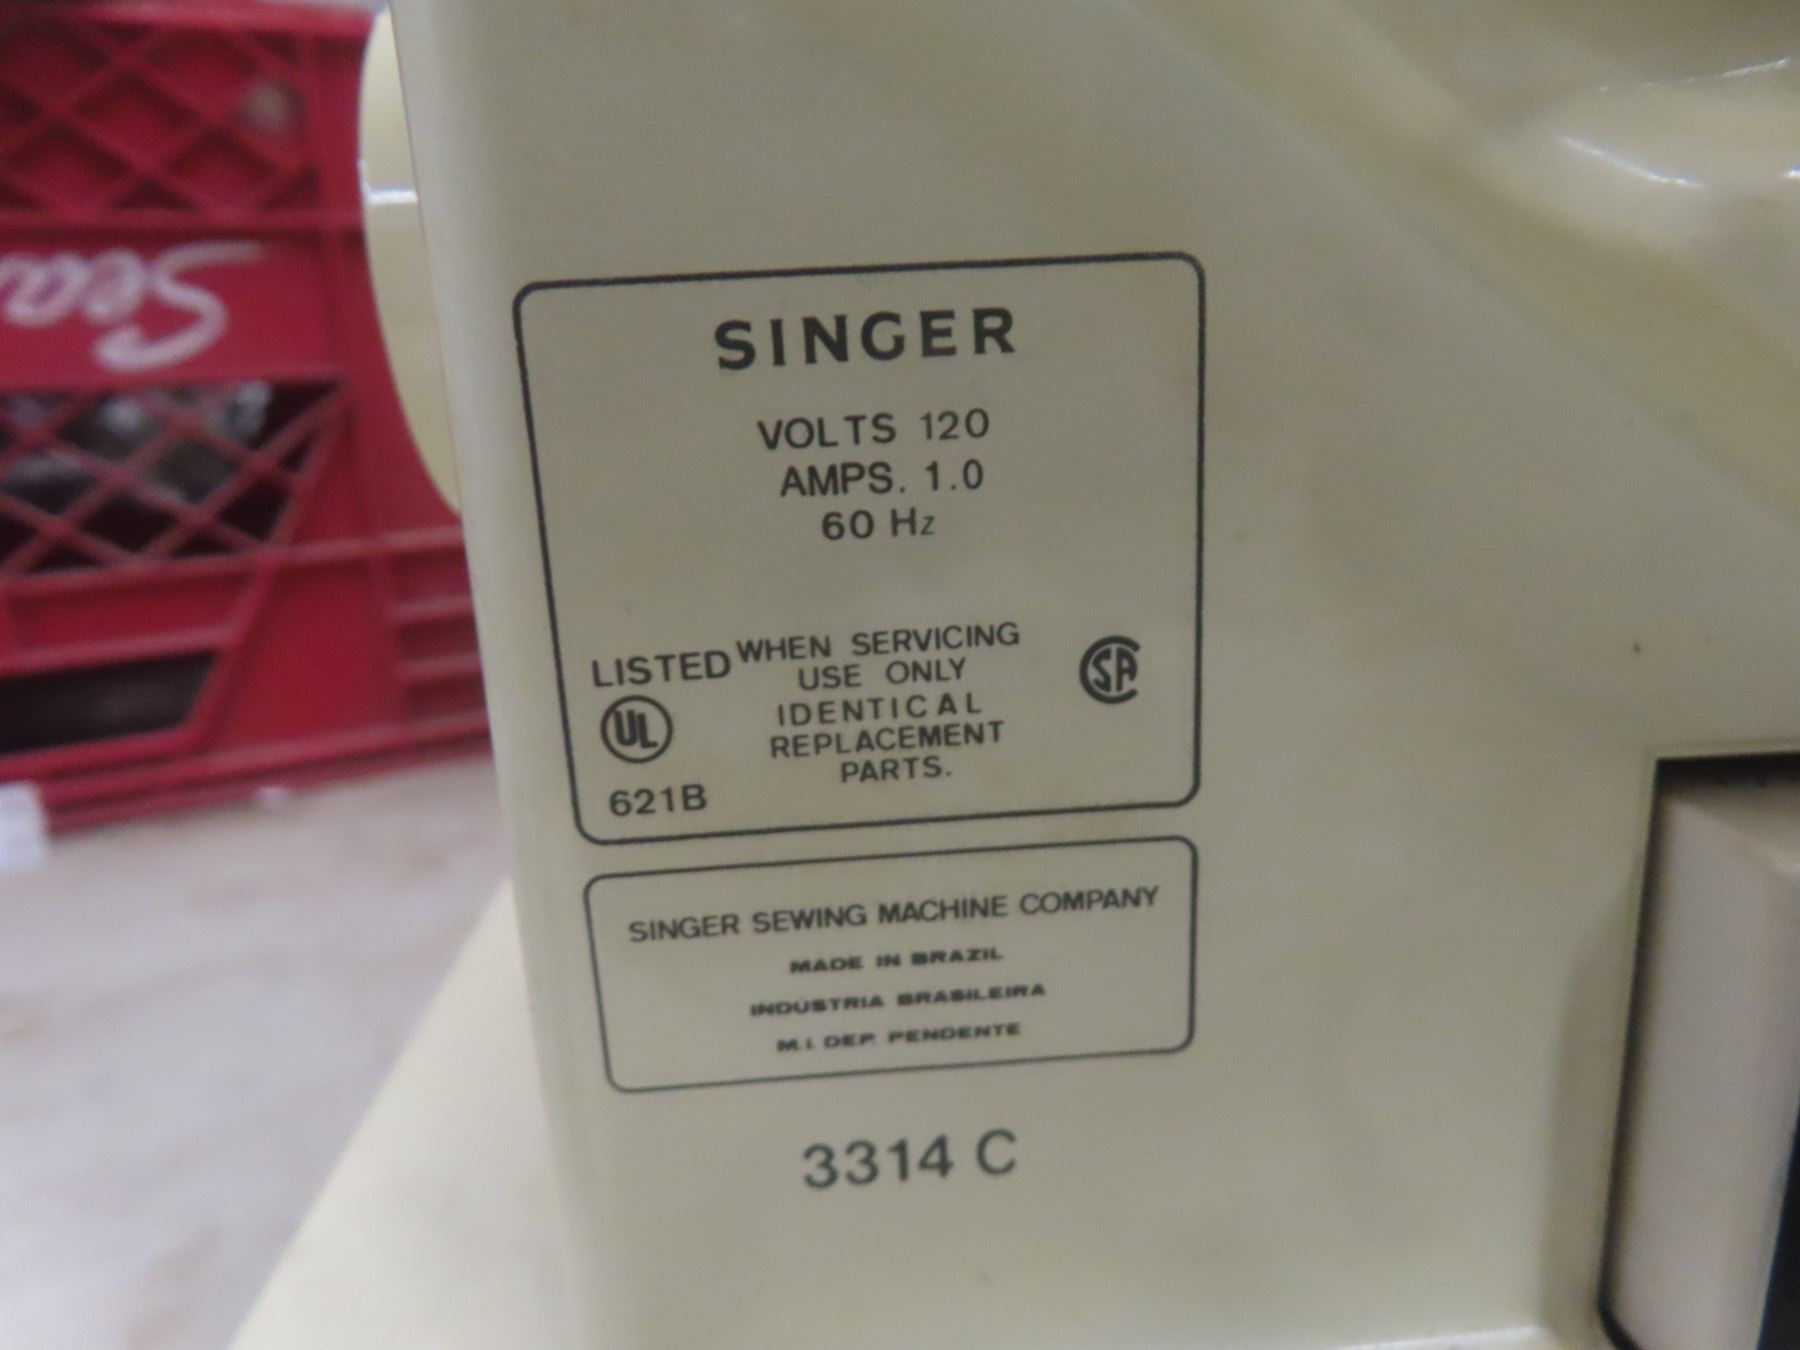 SINGER
VOLTS 120
AMPS. 1.0
60 Hz
LISTED
UL
621B
WHEN SERVICING
USE ONLY
IDENTICAL
REPLACEMENT
PARTS.
SA
SINGER SEWING MACHINE COMPANY
MADE IN BRAZIL
INDÚSTRIA BRASILEIRA
M.I. DEP. PENDENTE
3314 C